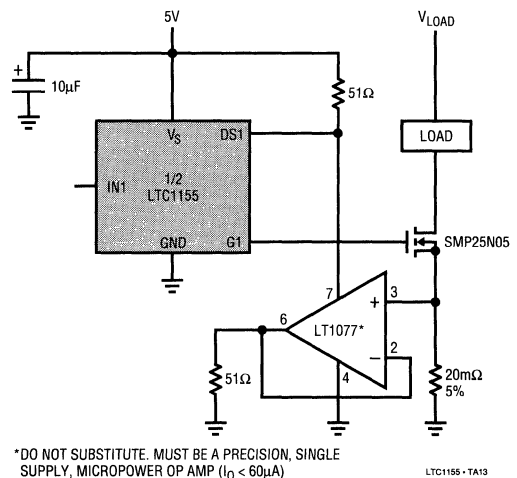 5V
V_LOAD
+
10μF
51Ω
LOAD
V_S
DS1
IN1
1/2
LTC1155
GND
G1
SMP25N05
7
6
3
+
LT1077*
2
–
4
51Ω
20mΩ
5%
*DO NOT SUBSTITUTE. MUST BE A PRECISION, SINGLE
SUPPLY, MICROPOWER OP AMP (I_Q < 60μA)
LTC1155 • TA13